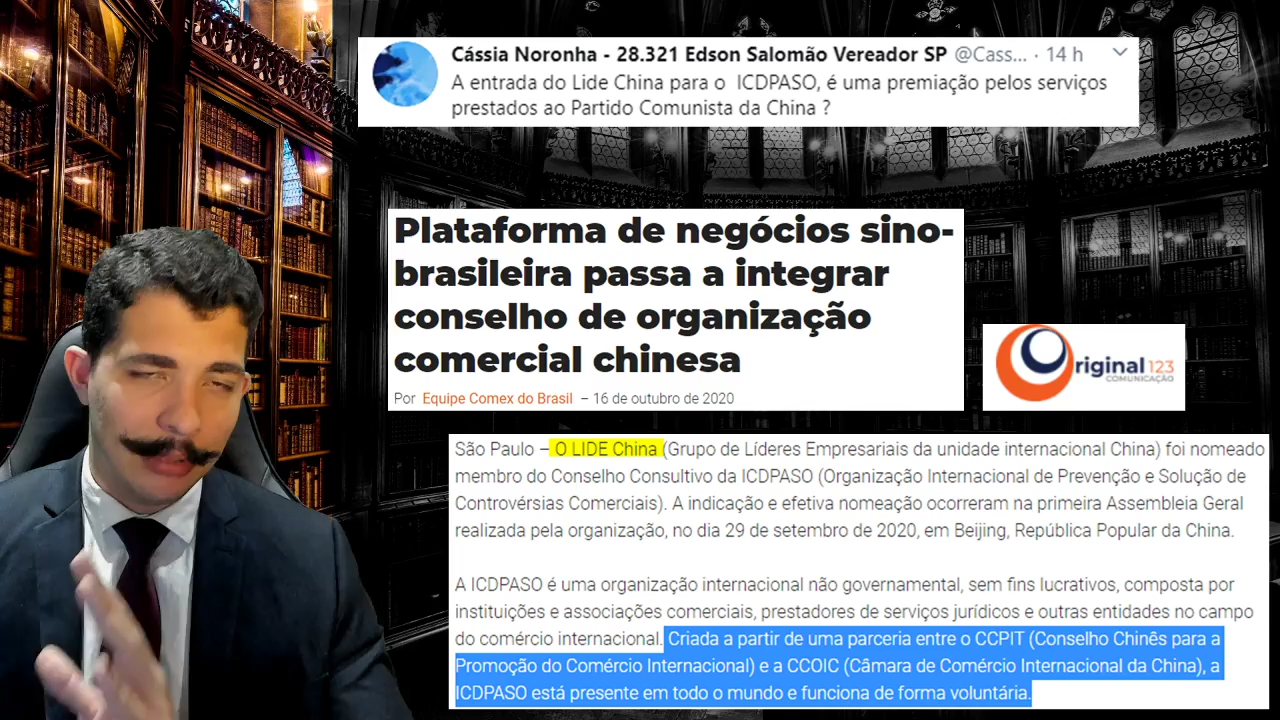 Cássia Noronha - 28.321 Edson Salomão Vereador SP @Cass... · 14 h
A entrada do Lide China para o ICDPASO, é uma premiação pelos serviços
prestados ao Partido Comunista da China ?
Plataforma de negócios sino-
brasileira passa a integrar
conselho de organização
comercial chinesa
Por Equipe Comex do Brasil – 16 de outubro de 2020
Original 123
COMUNICAÇÃO
São Paulo – O LIDE China (Grupo de Líderes Empresariais da unidade internacional China) foi nomeado
membro do Conselho Consultivo da ICDPASO (Organização Internacional de Prevenção e Solução de
Controvérsias Comerciais). A indicação e efetiva nomeação ocorreram na primeira Assembleia Geral
realizada pela organização, no dia 29 de setembro de 2020, em Beijing, República Popular da China.
A ICDPASO é uma organização internacional não governamental, sem fins lucrativos, composta por
instituições e associações comerciais, prestadores de serviços jurídicos e outras entidades no campo
do comércio internacional. Criada a partir de uma parceria entre o CCPIT (Conselho Chinês para a
Promoção do Comércio Internacional) e a CCOIC (Câmara de Comércio Internacional da China), a
ICDPASO está presente em todo o mundo e funciona de forma voluntária.